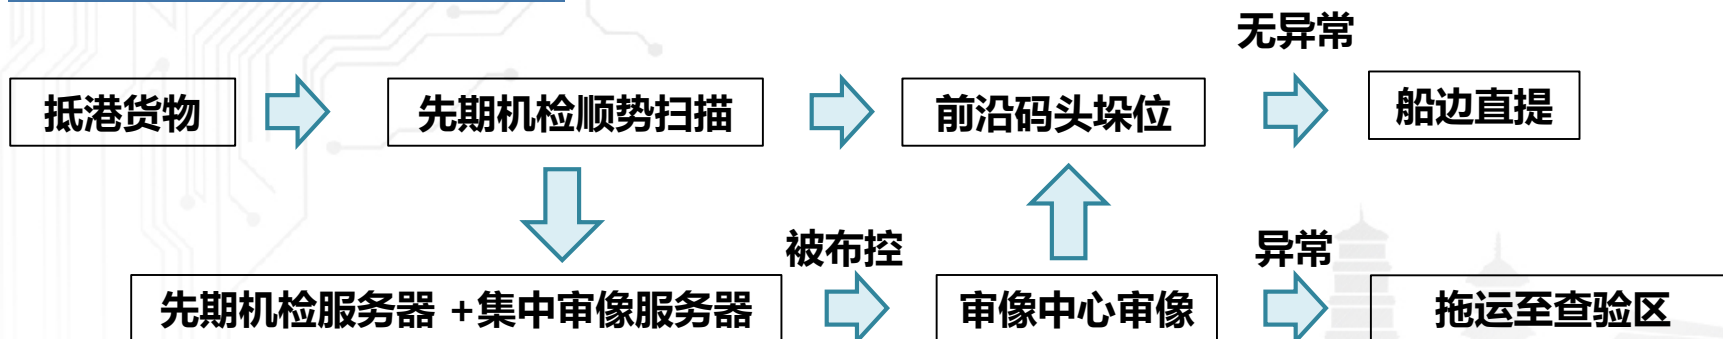 无异常
抵港货物
先期机检顺势扫描
前沿码头垛位
船边直提
被布控
异常
先期机检服务器 +集中审像服务器
审像中心审像
拖运至查验区